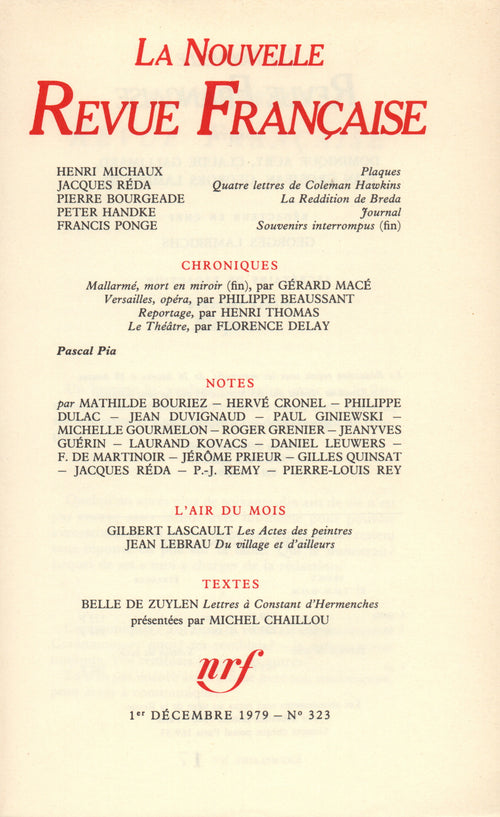 LA NOUVELLE
REVUE FRANÇAISE
HENRI MICHAUX Plaques
JACQUES RÉDA Quatre lettres de Coleman Hawkins
PIERRE BOURGEADE La Reddition de Breda
PETER HANDKE Journal
FRANCIS PONGE Souvenirs interrompus (fin)
CHRONIQUES
Mallarmé, mort en miroir (fin), par GÉRARD MACÉ
Versailles, opéra, par PHILIPPE BEAUSSANT
Reportage, par HENRI THOMAS
Le Théâtre, par FLORENCE DELAY
Pascal Pia
NOTES
par MATHILDE BOURIEZ – HERVÉ CRONEL – PHILIPPE
DULAC – JEAN DUVIGNAUD – PAUL GINIEWSKI –
MICHELLE GOURMELON – ROGER GRENIER – JEANYVES
GUÉRIN – LAURAND KOVACS – DANIEL LEUWERS –
F. DE MARTINOIR – JÉRÔME PRIEUR – GILLES QUINSAT
– JACQUES RÉDA – P.-J. REMY – PIERRE-LOUIS REY
L'AIR DU MOIS
GILBERT LASCAULT Les Actes des peintres
JEAN LEBRAU Du village et d'ailleurs
TEXTES
BELLE DE ZUYLEN Lettres à Constant d'Hermenches
présentées par MICHEL CHAILLOU
nrf
1er DÉCEMBRE 1979 – N° 323